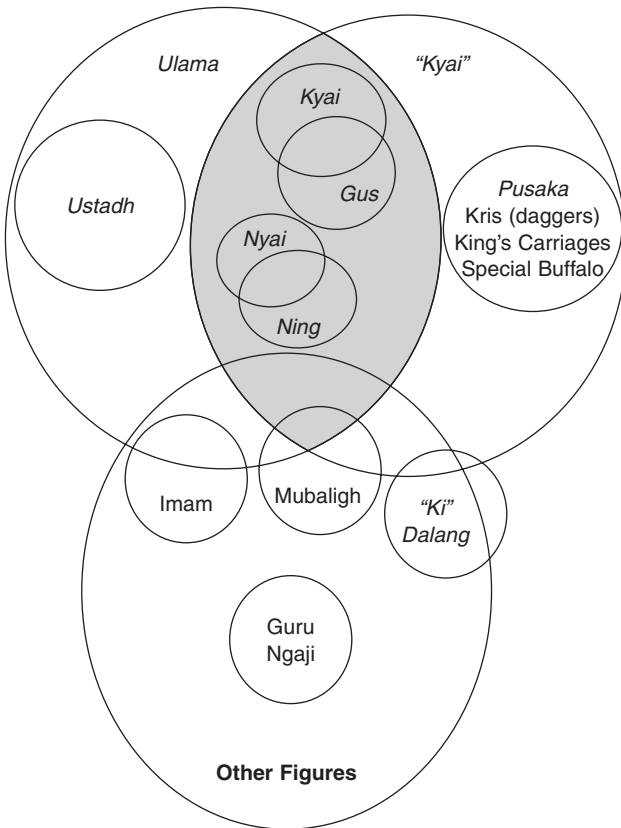 Ulama
“Kyai”
Kyai
Gus
Ustadh
Pusaka
Kris (daggers)
King’s Carriages
Special Buffalo
Nyai
Ning
Imam
Mubaligh
“Ki”
Dalang
Guru
Ngaji
Other Figures